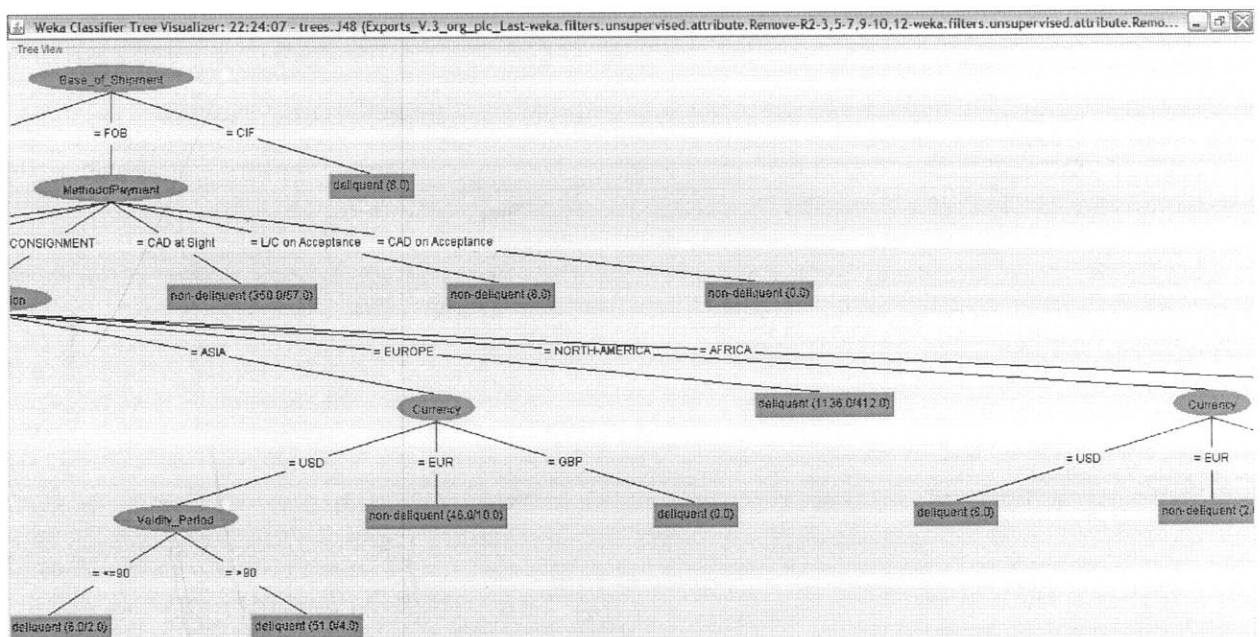 Weka Classifier Tree Visualizer: 22:24:07 - trees.J48 (Exports_V.3_org_plc_Last-weka.filters.unsupervised.attribute.Remove-R2-3,5-7,9-10,12-weka.filters.unsupervised.attribute.Remo...
Tree View
Base_of_Shipment
= FOB
= CIF
MethodofPayment
deliquent (8.0)
CONSIGNMENT
= CAD at Sight
= L/C on Acceptance
= CAD on Acceptance
ion
non-deliquent (350.0/57.0)
non-deliquent (8.0)
non-deliquent (0.0)
= ASIA
= EUROPE
= NORTH-AMERICA
= AFRICA
Currency
deliquent (1136.0/412.0)
Currency
= USD
= EUR
= GBP
= USD
= EUR
Validity_Period
non-deliquent (46.0/10.0)
deliquent (0.0)
deliquent (6.0)
non-deliquent (2.
= <=90
= >90
deliquent (6.0/2.0)
deliquent (51.0/4.0)